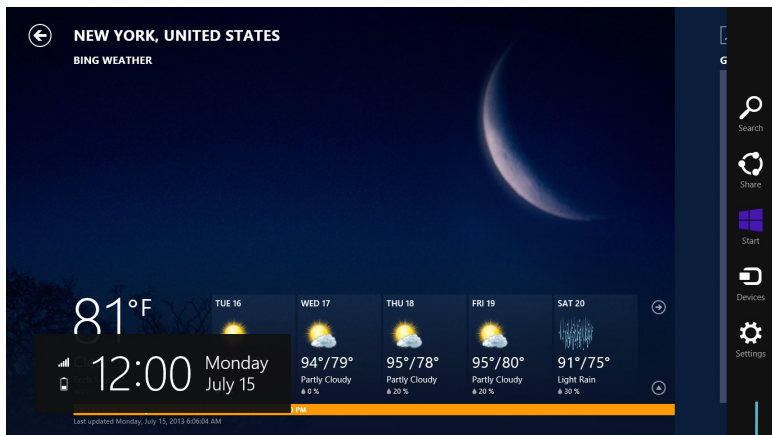 NEW YORK, UNITED STATES
BING WEATHER
G
Search
Share
Start
Devices
Settings
81°F
TUE 16
WED 17
94°/79°
Partly Cloudy
0 %
THU 18
95°/78°
Partly Cloudy
20 %
FRI 19
95°/80°
Partly Cloudy
20 %
SAT 20
91°/75°
Light Rain
30 %
12:00
Monday
July 15
PM
Last updated Monday, July 15, 2013 6:06:04 AM